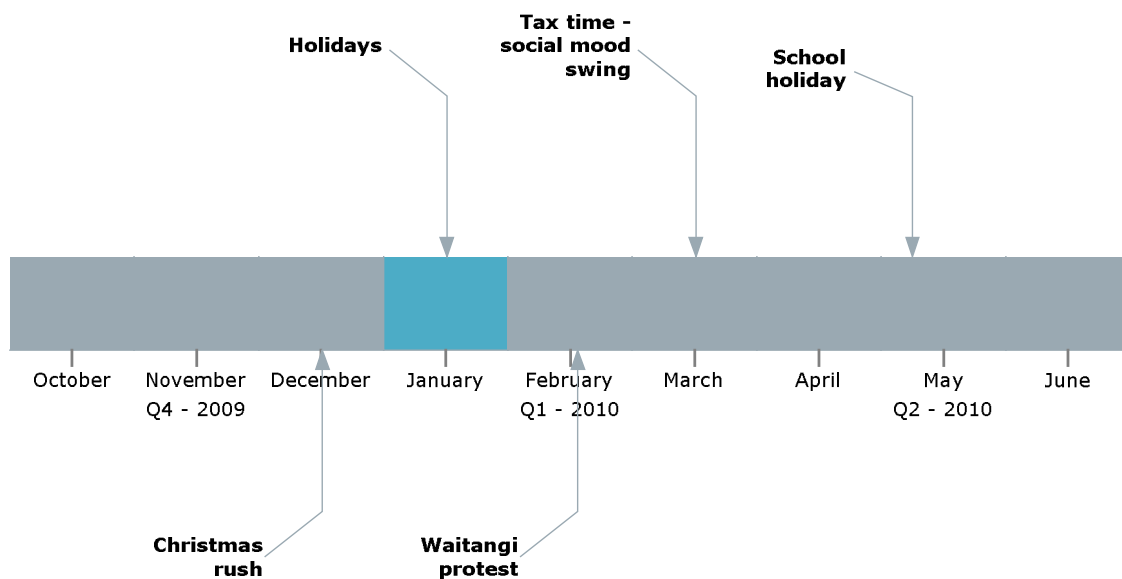 Holidays
Tax time -
social mood
swing
School
holiday
October
November
December
January
February
March
April
May
June
Q4 - 2009
Q1 - 2010
Q2 - 2010
Christmas
rush
Waitangi
protest